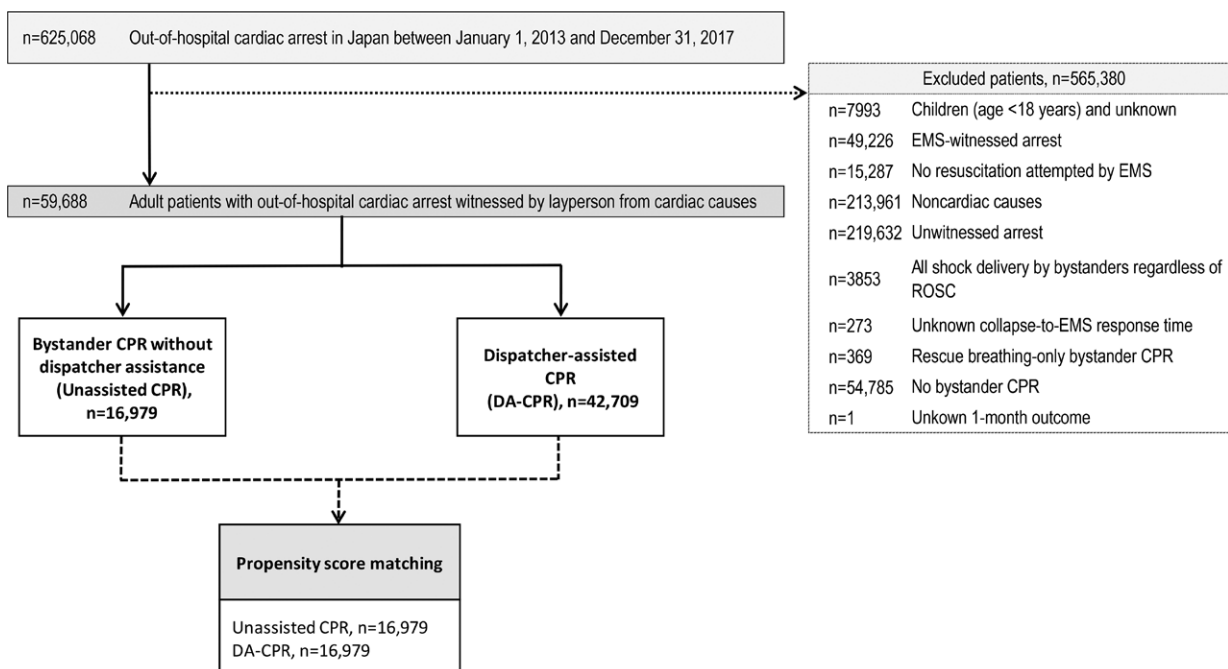 n=625,068 Out-of-hospital cardiac arrest in Japan between January 1, 2013 and December 31, 2017
Excluded patients, n=565,380
n=7993 Children (age <18 years) and unknown
n=49,226 EMS-witnessed arrest
n=15,287 No resuscitation attempted by EMS
n=213,961 Noncardiac causes
n=219,632 Unwitnessed arrest
n=3853 All shock delivery by bystanders regardless of
ROSC
n=273 Unknown collapse-to-EMS response time
n=369 Rescue breathing-only bystander CPR
n=54,785 No bystander CPR
n=1 Unkown 1-month outcome
n=59,688 Adult patients with out-of-hospital cardiac arrest witnessed by layperson from cardiac causes
Bystander CPR without
dispatcher assistance
(Unassisted CPR),
n=16,979
Dispatcher-assisted
CPR
(DA-CPR), n=42,709
Propensity score matching
Unassisted CPR, n=16,979
DA-CPR, n=16,979